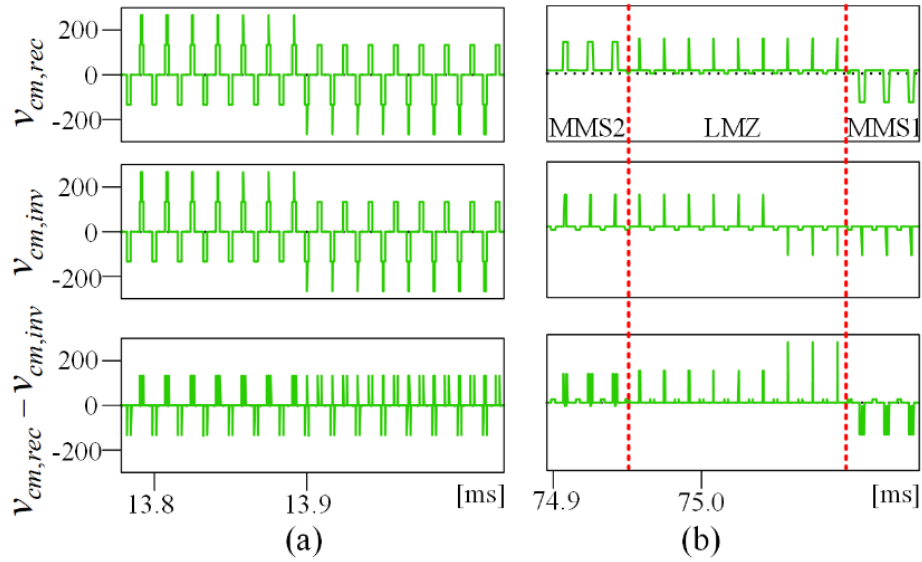 v_cm,rec
200
0
-200
MMS2
LMZ
MMS1
v_cm,inv
200
0
-200
v_cm,rec − v_cm,inv
200
0
-200
13.8
13.9
[ms]
74.9
75.0
[ms]
(a)
(b)